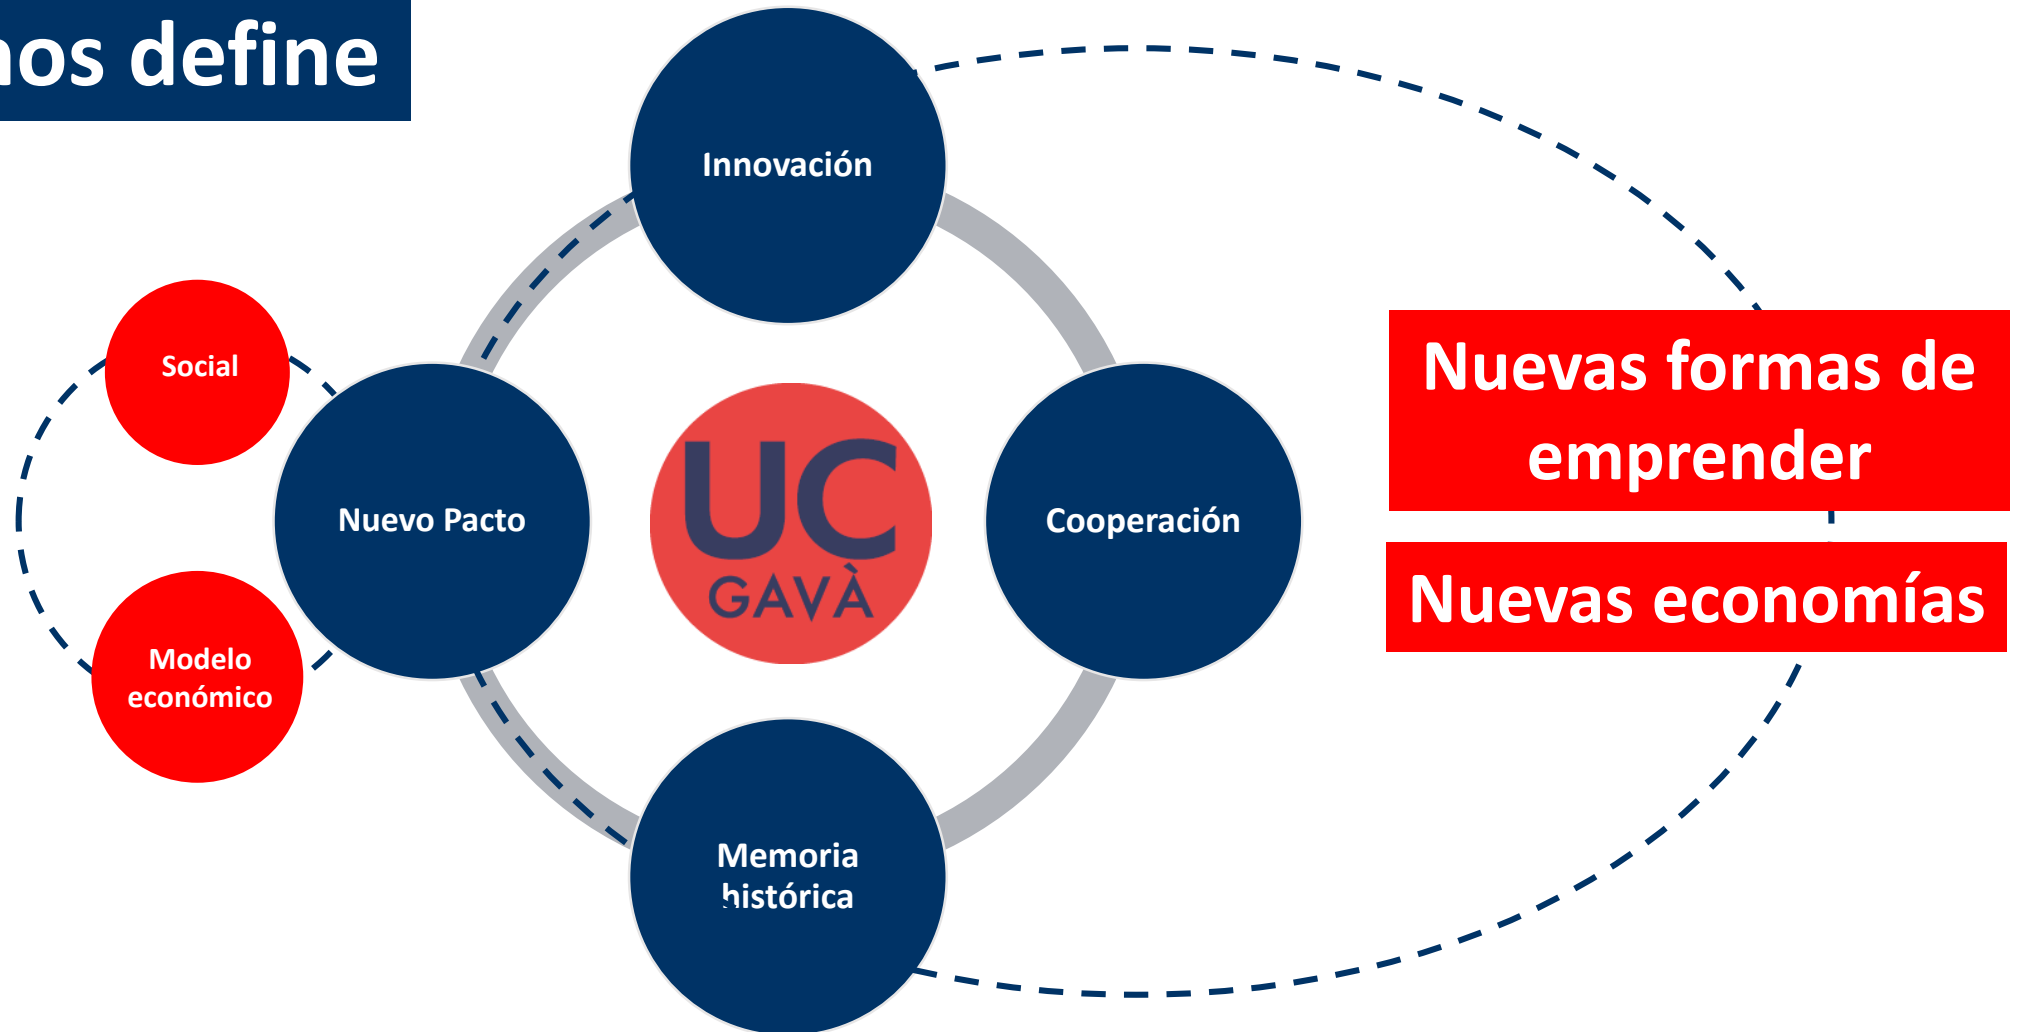 nos define
Innovación
Social
Nuevo Pacto
Modelo
económico
UC
GAVÀ
Cooperación
Memoria
histórica
Nuevas formas de
emprender
Nuevas economías